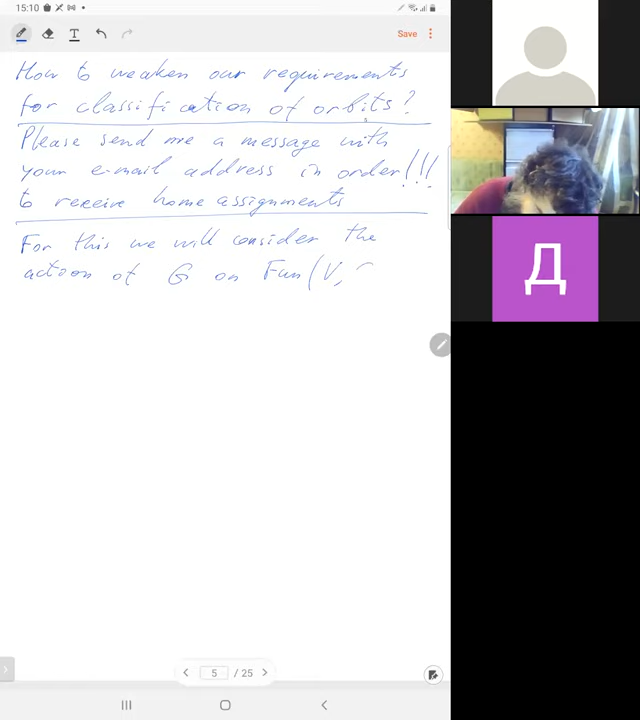 15:10
Save
How to weaken our requirements
for classification of orbits?
Please send me a message with
your e-mail address in order!!!
to receive home assignments
For this we will consider the
action of G on Fun(V,
5 / 25
Д